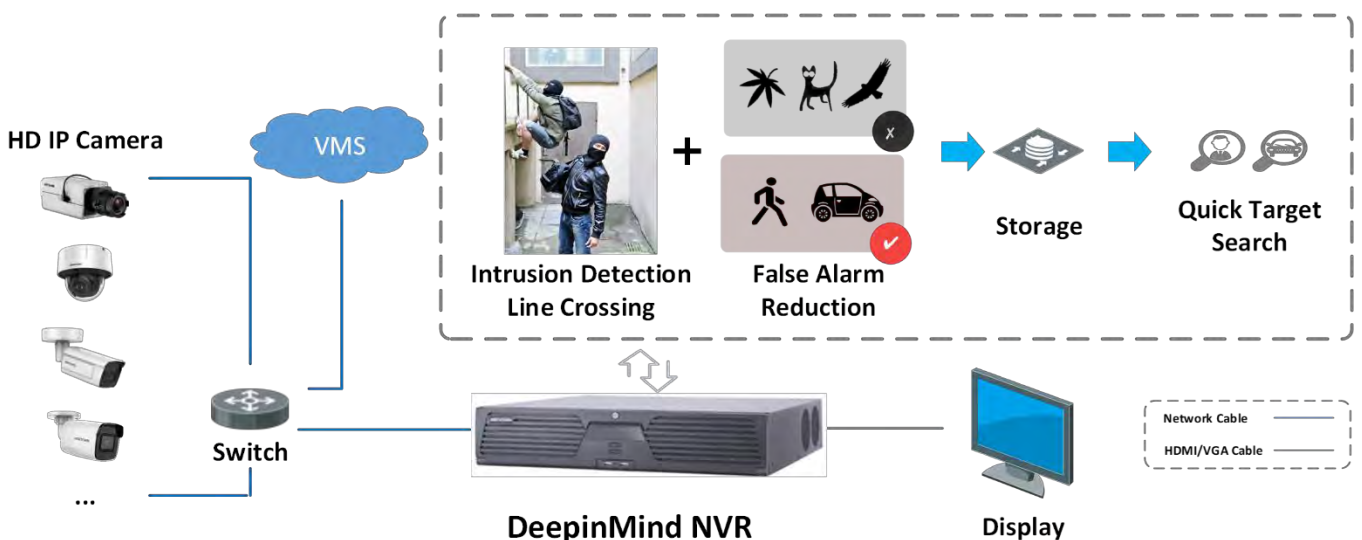 HD IP Camera
VMS
Intrusion Detection
Line Crossing
+
False Alarm
Reduction
Storage
Quick Target
Search
Switch
...
DeepinMind NVR
Display
Network Cable
HDMI/VGA Cable